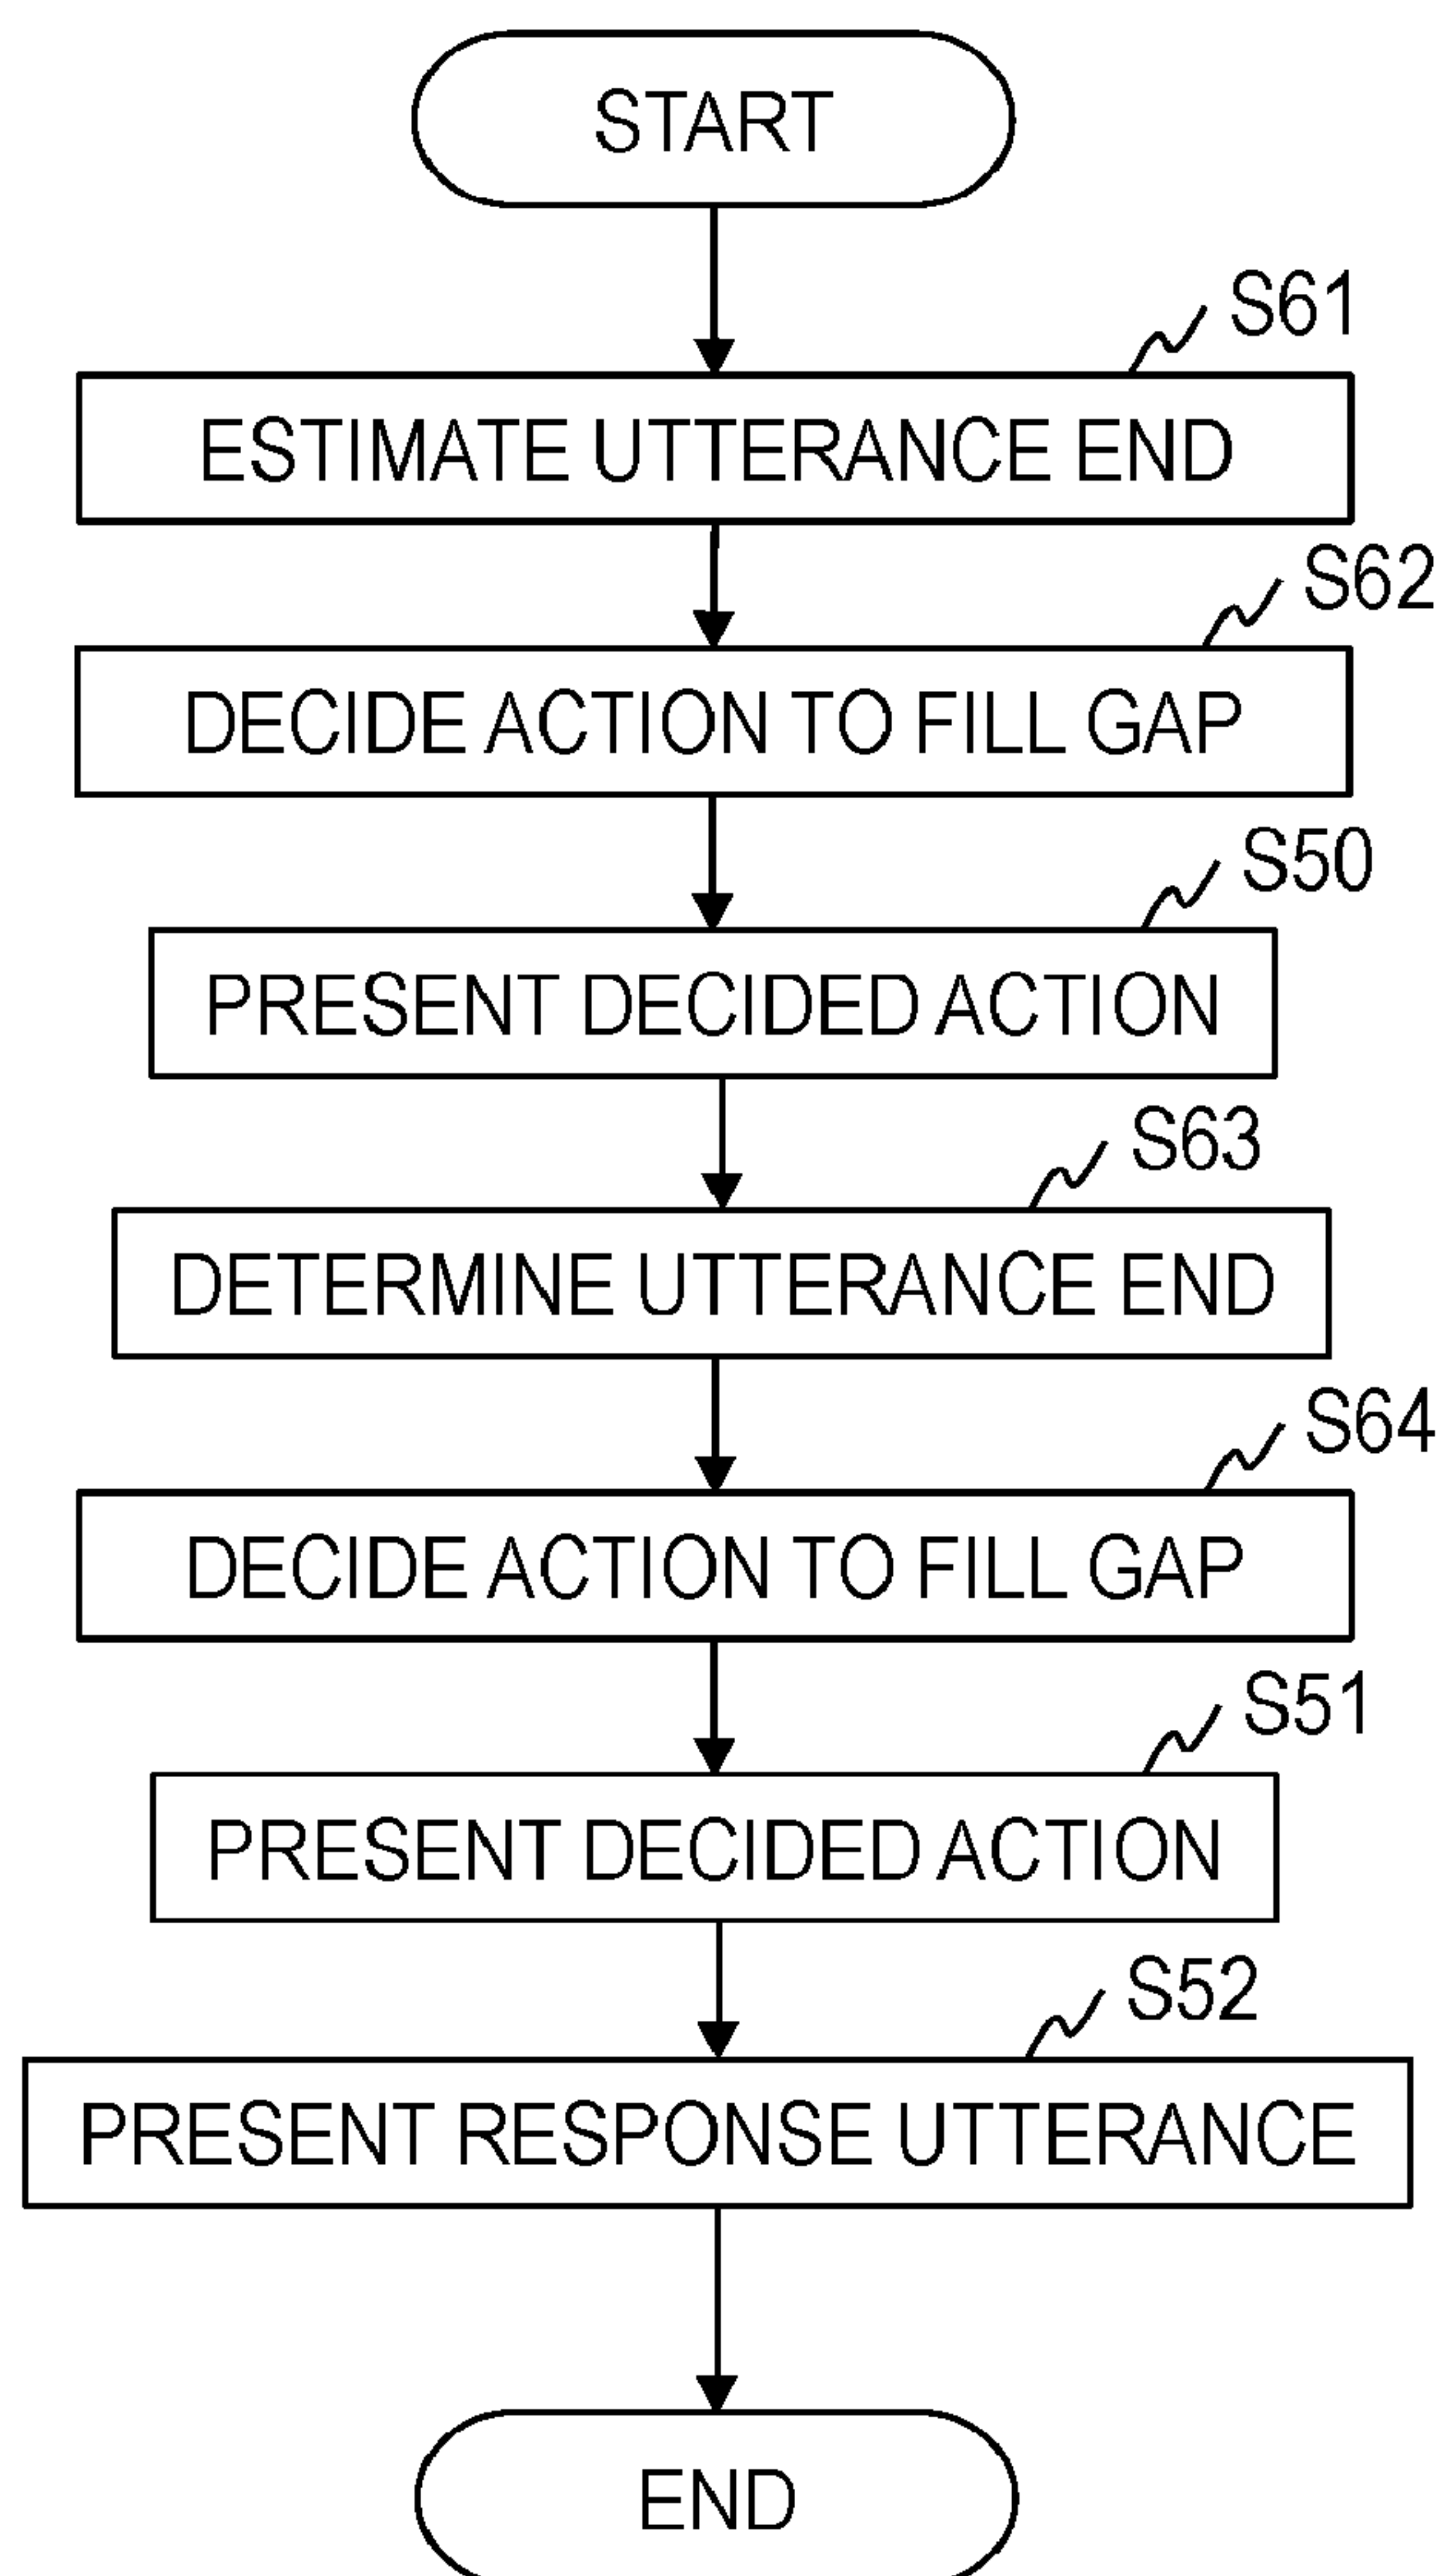 START
S61
ESTIMATE UTTERANCE END
S62
DECIDE ACTION TO FILL GAP
S50
PRESENT DECIDED ACTION
S63
DETERMINE UTTERANCE END
S64
DECIDE ACTION TO FILL GAP
S51
PRESENT DECIDED ACTION
S52
PRESENT RESPONSE UTTERANCE
END